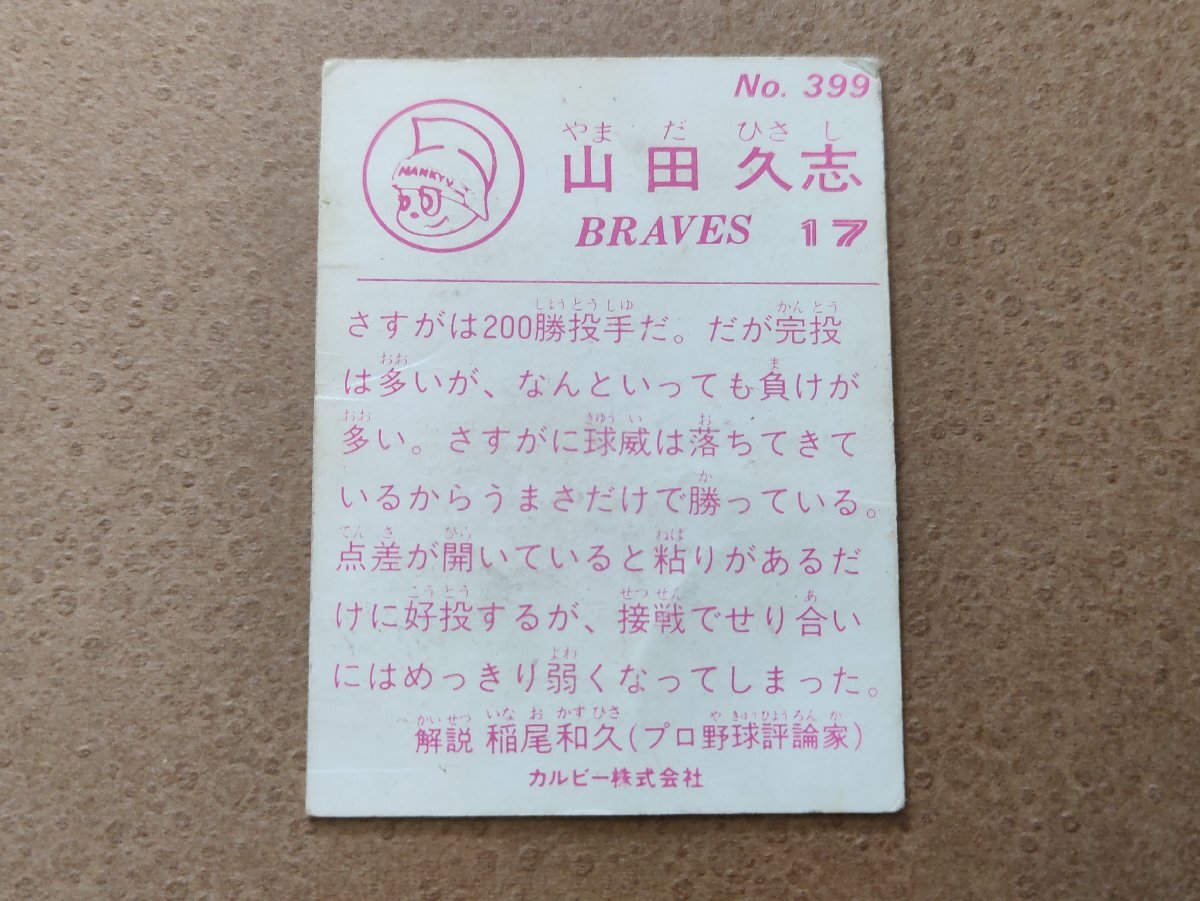 No. 399
HANKYU
やま だ ひさ し
山田 久志
BRAVES 17
しょうとうしゅ かんとう
さすがは200勝投手だ。だが完投
おお ま
は多いが、なんといっても負けが
おお きゅう い お
多い。さすがに球威は落ちてきて
か
いるからうまさだけで勝っている。
てん さ ひら ねば
点差が開いていると粘りがあるだ
こうとう せつせん あ
けに好投するが、接戦でせり合い
よわ
にはめっきり弱くなってしまった。
かいせつ いな お かずひさ や きゅうひょうろん か
解説 稲尾和久(プロ野球評論家)
カルビー株式会社